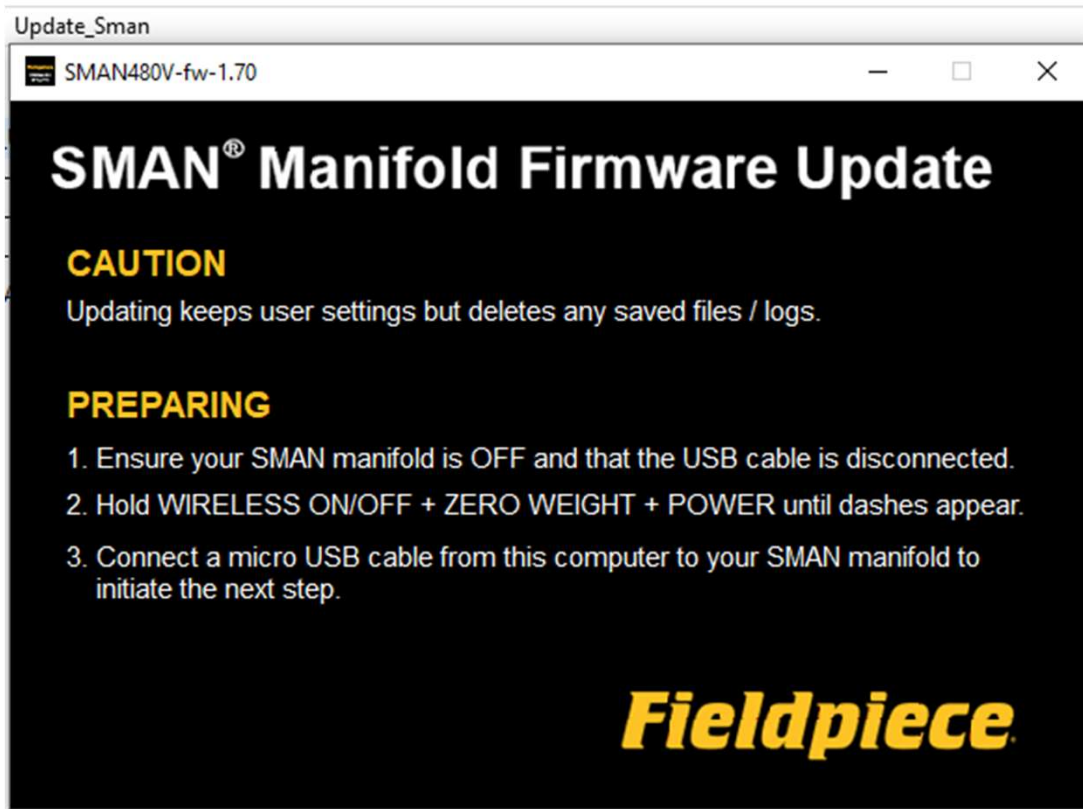 Update_Sman
SMAN480V-fw-1.70
SMAN® Manifold Firmware Update
CAUTION
Updating keeps user settings but deletes any saved files / logs.
PREPARING
1. Ensure your SMAN manifold is OFF and that the USB cable is disconnected.
2. Hold WIRELESS ON/OFF + ZERO WEIGHT + POWER until dashes appear.
3. Connect a micro USB cable from this computer to your SMAN manifold to
initiate the next step.
Fieldpiece